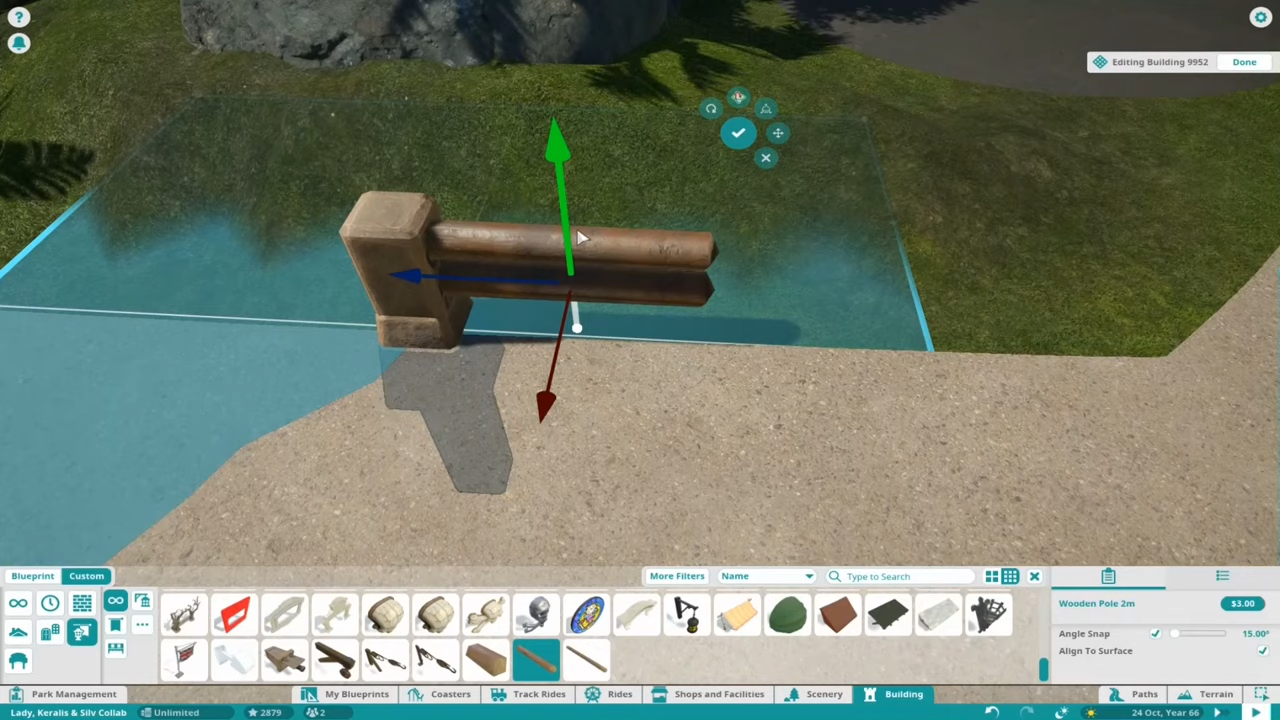 ?
Editing Building 9952
Done
Blueprint
Custom
More Filters
Name
Type to Search
Wooden Pole 2m
$3.00
Angle Snap
15.00°
Align To Surface
Park Management
My Blueprints
Coasters
Track Rides
Rides
Shops and Facilities
Scenery
Building
Paths
Terrain
Lady, Keralis & Silv Collab
Unlimited
2879
2
24 Oct, Year 66